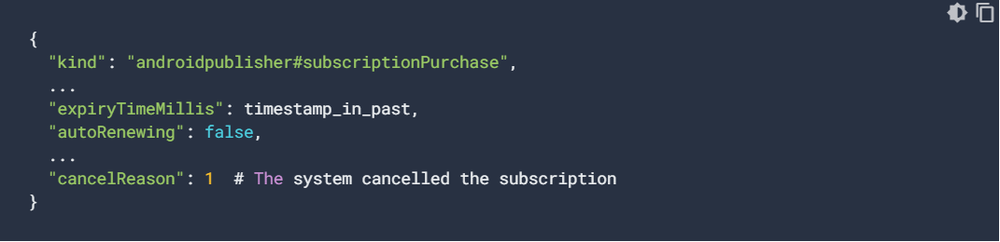 {
"kind": "androidpublisher#subscriptionPurchase",
...
"expiryTimeMillis": timestamp_in_past,
"autoRenewing": false,
...
"cancelReason": 1  # The system cancelled the subscription
}